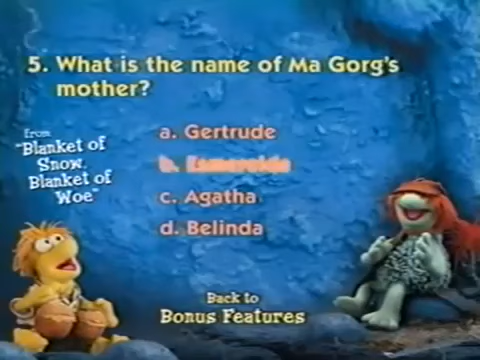 5. What is the name of Ma Gorg's
mother?
from
"Blanket of
Snow,
Blanket of
Woe"
a. Gertrude
b. Esmerelda
c. Agatha
d. Belinda
Back to
Bonus Features